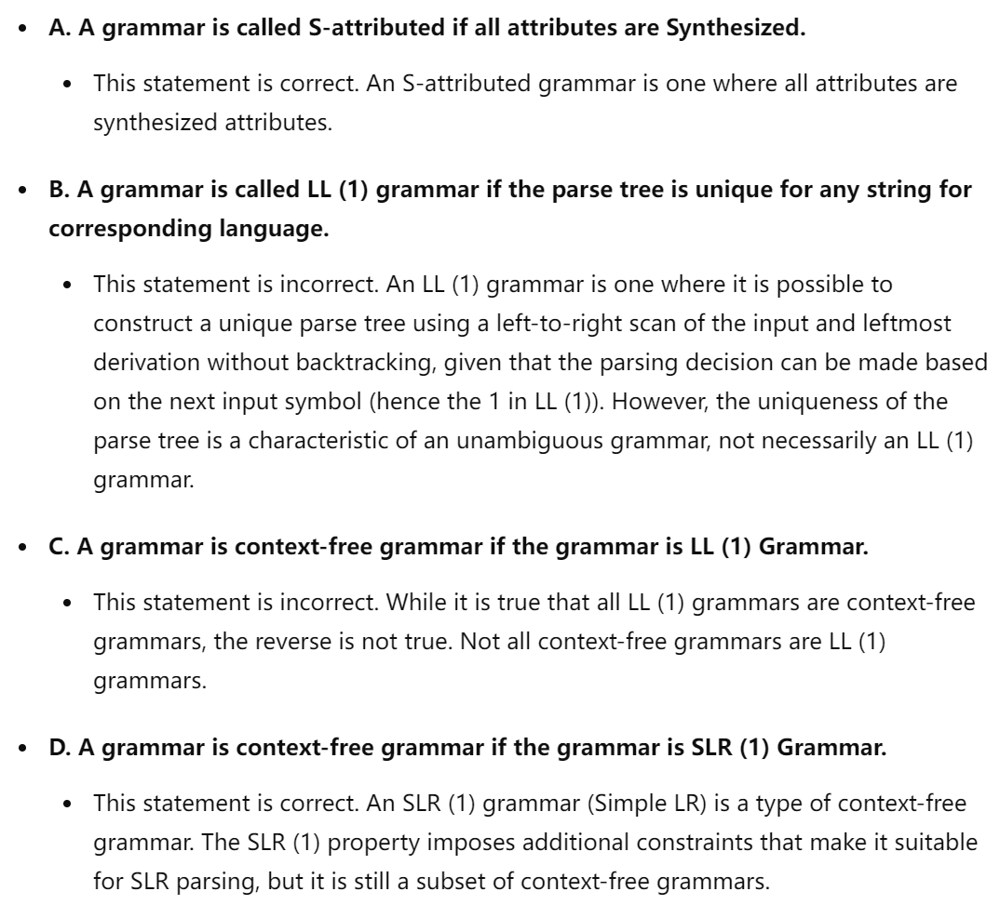 • A. A grammar is called S-attributed if all attributes are Synthesized.
• This statement is correct. An S-attributed grammar is one where all attributes are
synthesized attributes.
• B. A grammar is called LL (1) grammar if the parse tree is unique for any string for
corresponding language.
• This statement is incorrect. An LL (1) grammar is one where it is possible to
construct a unique parse tree using a left-to-right scan of the input and leftmost
derivation without backtracking, given that the parsing decision can be made based
on the next input symbol (hence the 1 in LL (1)). However, the uniqueness of the
parse tree is a characteristic of an unambiguous grammar, not necessarily an LL (1)
grammar.
• C. A grammar is context-free grammar if the grammar is LL (1) Grammar.
• This statement is incorrect. While it is true that all LL (1) grammars are context-free
grammars, the reverse is not true. Not all context-free grammars are LL (1)
grammars.
• D. A grammar is context-free grammar if the grammar is SLR (1) Grammar.
• This statement is correct. An SLR (1) grammar (Simple LR) is a type of context-free
grammar. The SLR (1) property imposes additional constraints that make it suitable
for SLR parsing, but it is still a subset of context-free grammars.